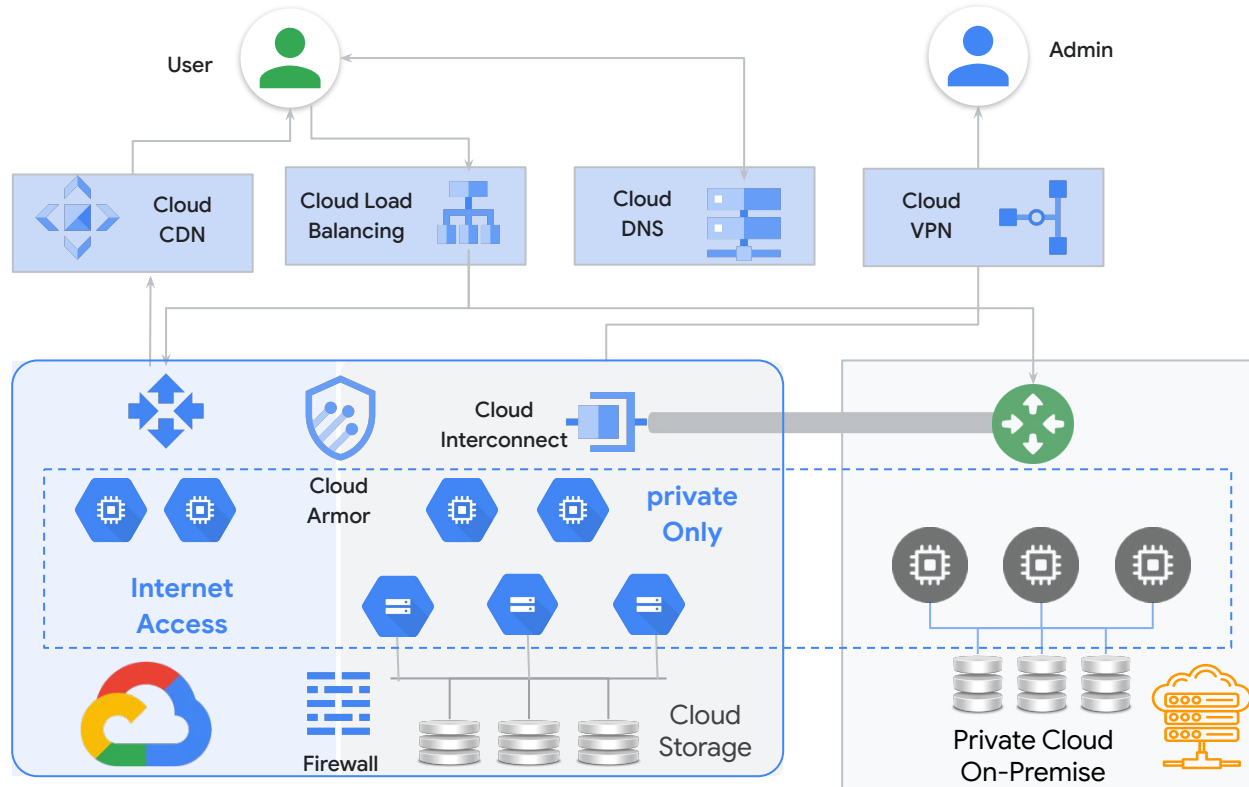 User
Admin
Cloud
CDN
Cloud Load
Balancing
Cloud
DNS
Cloud
VPN
Cloud
Interconnect
Cloud
Armor
private
Only
Internet
Access
Firewall
Cloud
Storage
Private Cloud
On-Premise